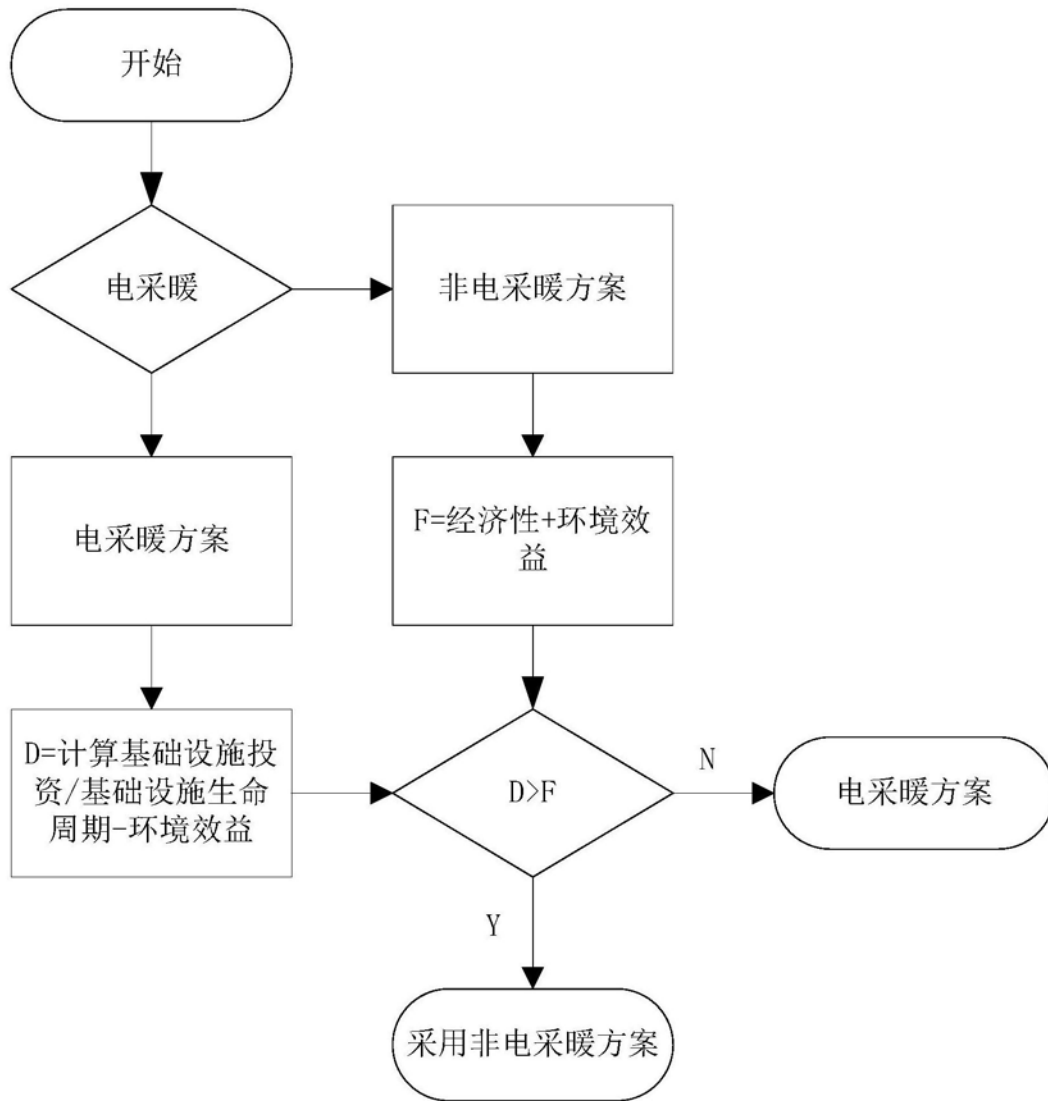 开始
电采暖
非电采暖方案
电采暖方案
F=经济性+环境效
益
D=计算基础设施投
资/基础设施生命
周期-环境效益
D>F
N
电采暖方案
Y
采用非电采暖方案